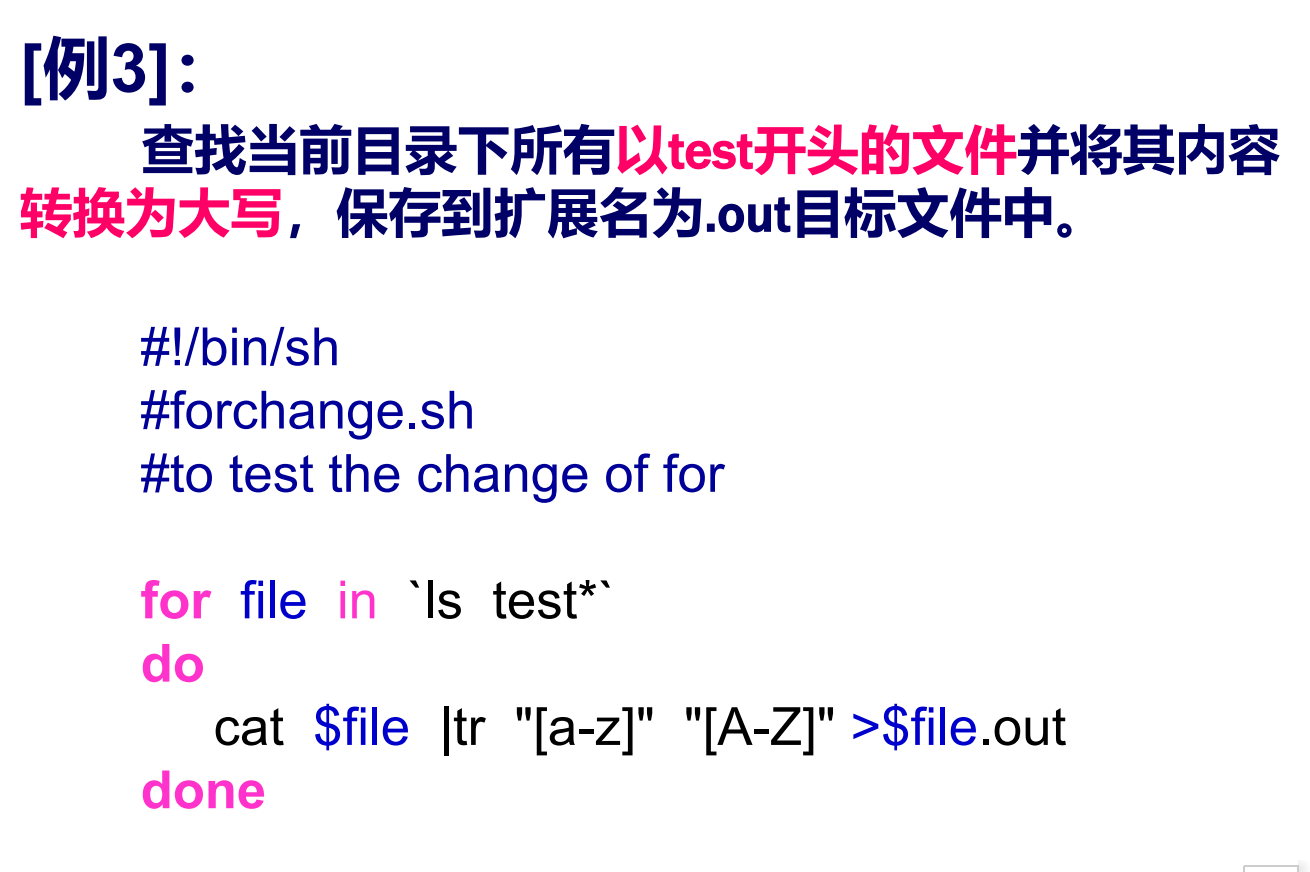 [例3]：
查找当前目录下所有以test开头的文件并将其内容
转换为大写，保存到扩展名为.out目标文件中。
#!/bin/sh
#forchange.sh
#to test the change of for
for file in `ls test*`
do
cat $file |tr "[a-z]" "[A-Z]" >$file.out
done